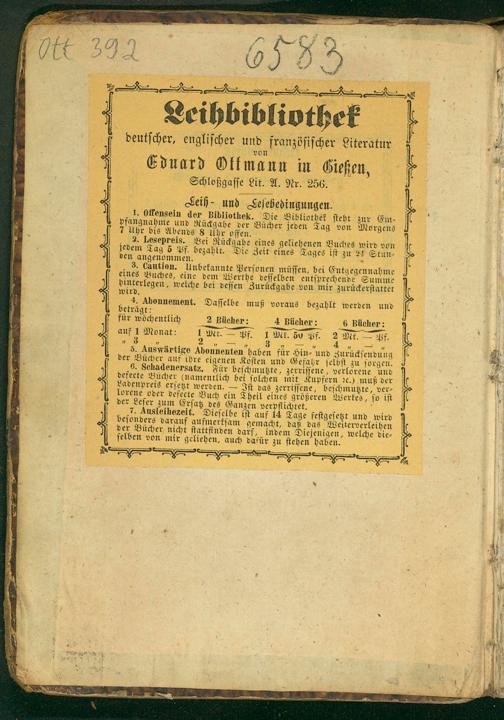 Ott 392
6583
Leihbibliothek
deutscher, englischer und französischer Literatur
von
Eduard Ottmann in Gießen,
Schloßgasse Lit. A. Nr. 256.
Leih- und Lesebedingungen.
1. Offensein der Bibliothek. Die Bibliothek steht zur Em-
pfangnahme und Rückgabe der Bücher jeden Tag von Morgens
7 Uhr bis Abends 8 Uhr offen.
2. Lesepreis. Bei Rückgabe eines geliehenen Buches wird von
jedem Tag 5 Pf. bezahlt. Die Zeit eines Tages ist zu 24 Stun-
den angenommen.
3. Caution. Unbekannte Personen müssen, bei Entgegennahme
eines Buches, eine dem Werthe desselben entsprechende Summe
hinterlegen, welche bei dessen Zurückgabe von mir zurückerstattet
wird.
4. Abonnement. Dasselbe muß voraus bezahlt werden und
beträgt:
für wöchentlich 2 Bücher: 4 Bücher: 6 Bücher:
auf 1 Monat: 1 Mk. — Pf. 1 Mk. 50 Pf. 2 Mk. — Pf.
" 3 " 2 " — " 3 " — " 4 " — "
5. Auswärtige Abonnenten haben für Hin- und Zurücksendung
der Bücher auf ihre eigenen Kosten und Gefahr selbst zu sorgen.
6. Schadenersatz. Für beschmutzte, zerrissene, verlorene und
defecte Bücher (namentlich bei solchen mit Kupfern ꝛc.) muß der
Ladenpreis ersetzt werden. — Ist das zerrissene, beschmutzte, ver-
lorene oder defecte Buch ein Theil eines größeren Werkes, so ist
der Leser zum Ersatz des Ganzen verpflichtet.
7. Ausleihezeit. Dieselbe ist auf 14 Tage festgesetzt und wird
besonders darauf aufmerksam gemacht, daß das Weiterverleihen
der Bücher nicht stattfinden darf, indem Diejenigen, welche die-
selben von mir geliehen, auch dafür zu stehen haben.